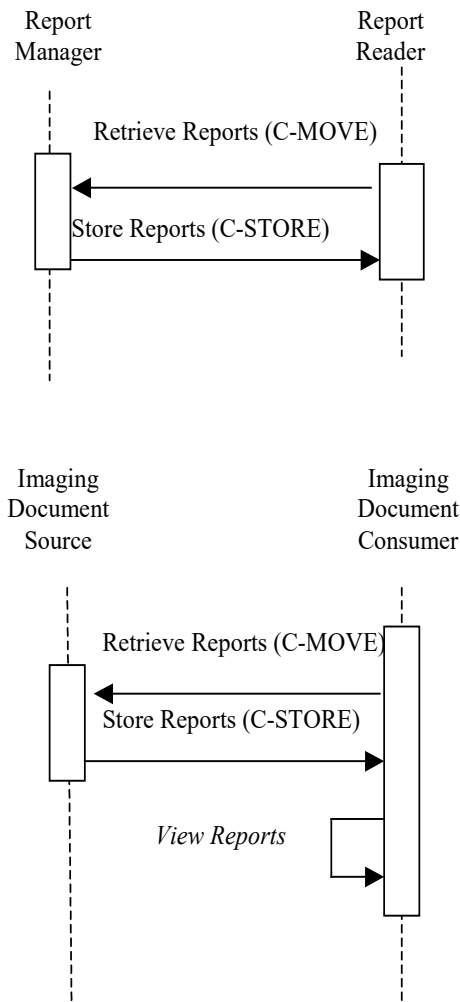 Report
Manager
Report
Reader
Retrieve Reports (C-MOVE)
Store Reports (C-STORE)
Imaging
Document
Source
Imaging
Document
Consumer
Retrieve Reports (C-MOVE)
Store Reports (C-STORE)
View Reports